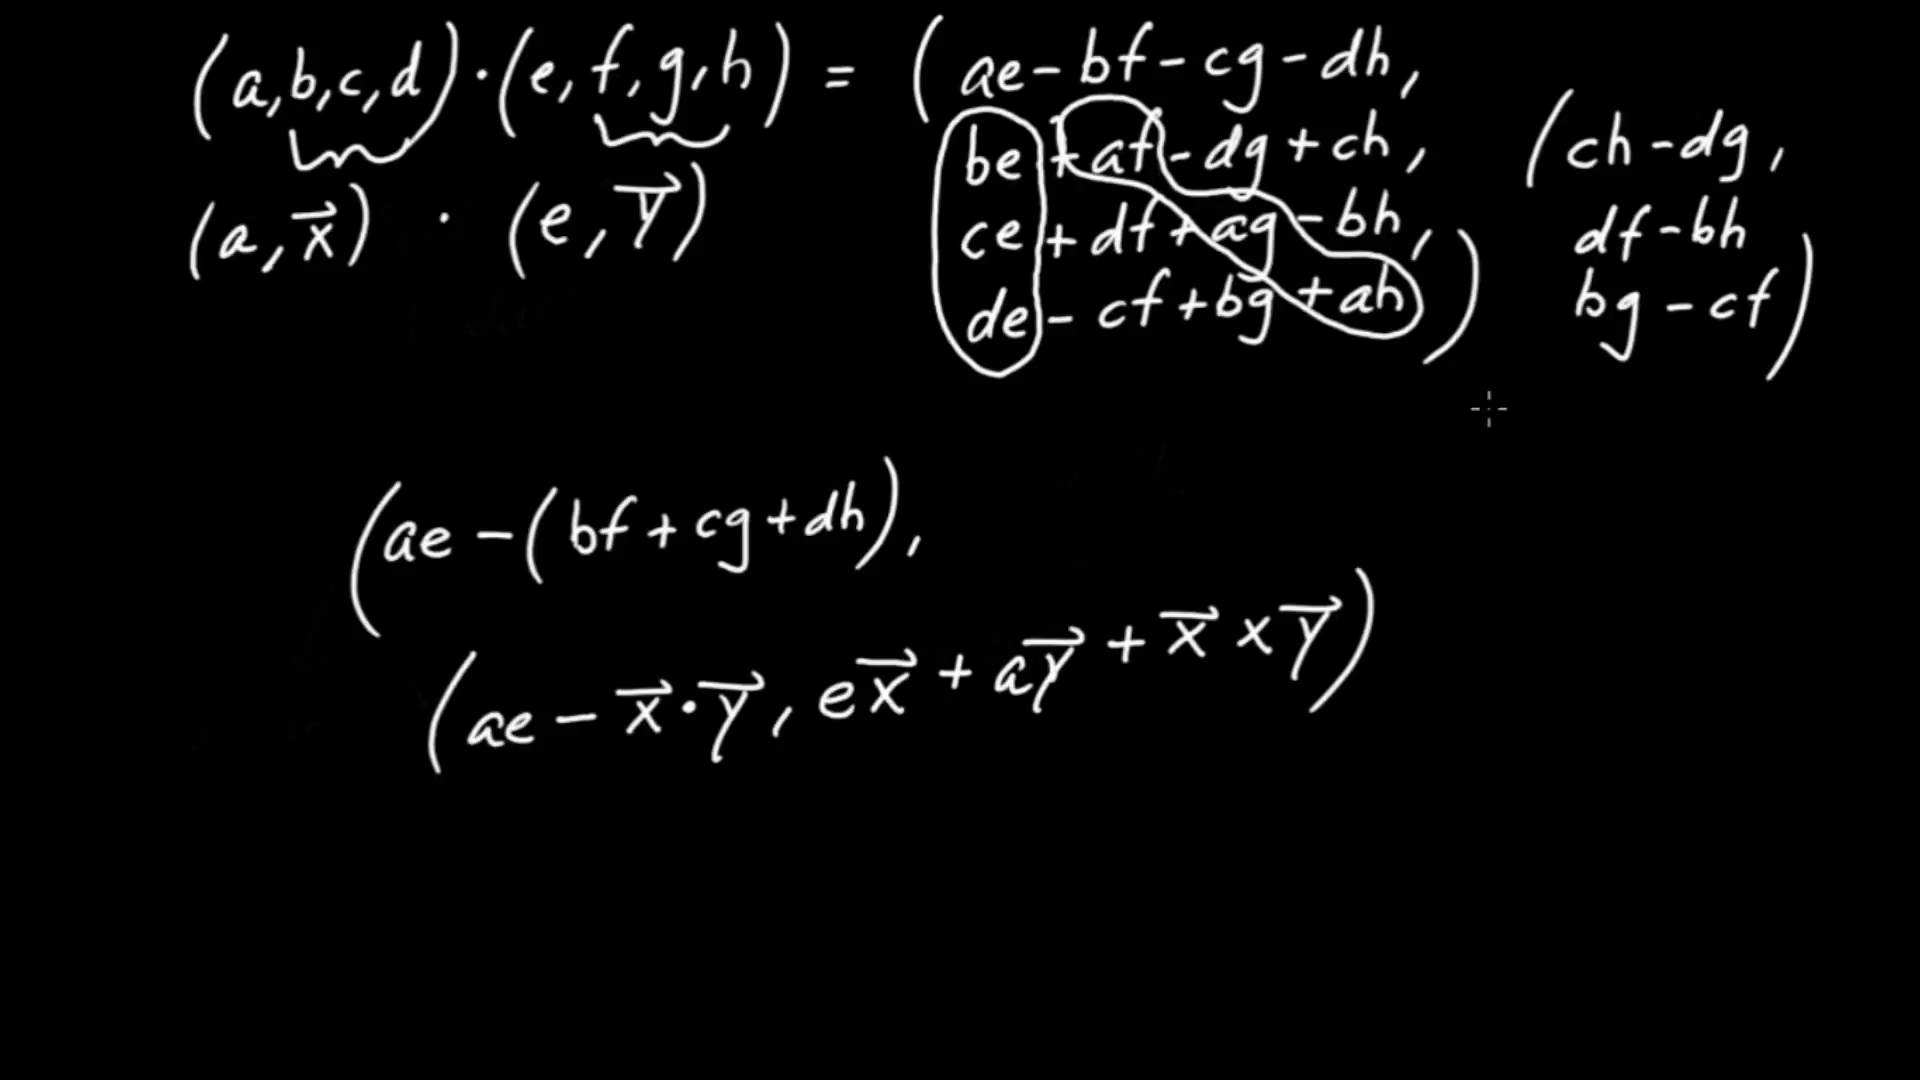 (a,b,c,d)·(e,f,g,h) = (ae-bf-cg-dh,
be+af-dg+ch,
(a,x⃗) · (e,y⃗)
ce+df+ag-bh,
de-cf+bg+ah)
(ch-dg,
df-bh
bg-cf)
(ae-(bf+cg+dh),
(ae-x⃗·y⃗, ex⃗+ay⃗+x⃗×y⃗)